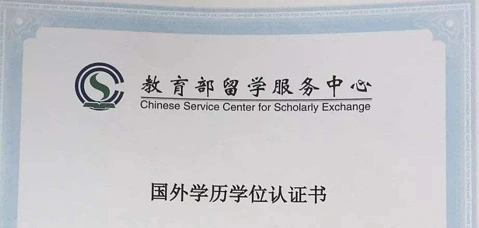 教育部留学服务中心
Chinese Service Center for Scholarly Exchange
国外学历学位认证书